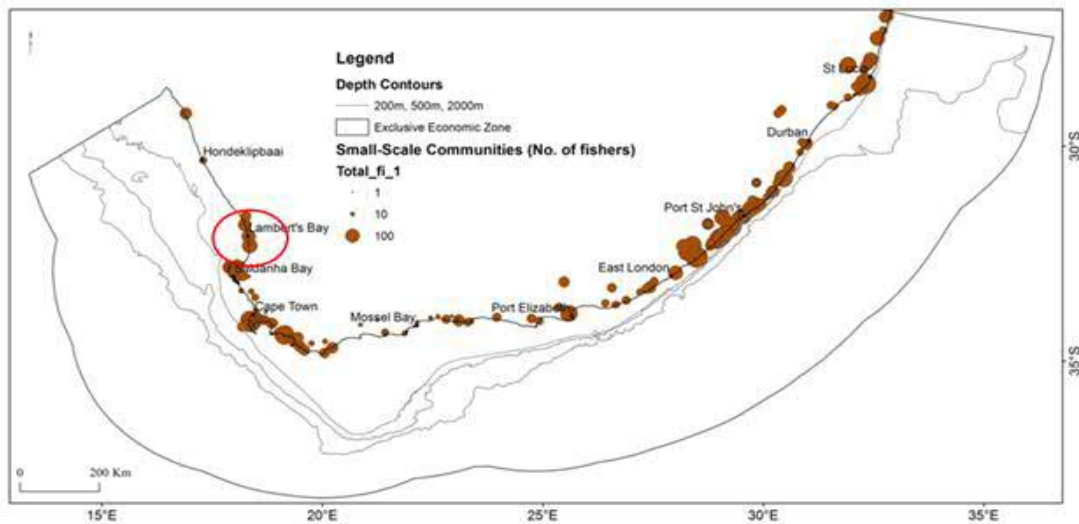 Legend
Depth Contours
200m, 500m, 2000m
Exclusive Economic Zone
Small-Scale Communities (No. of fishers)
Total_fi_1
1
10
100
St Lucia
Durban
Hondeklipbaai
Port St John's
Lambert's Bay
East London
Saldanha Bay
Cape Town
Mossel Bay
Port Elizabeth
30°S
35°S
0 200 Km
15°E 20°E 25°E 30°E 35°E